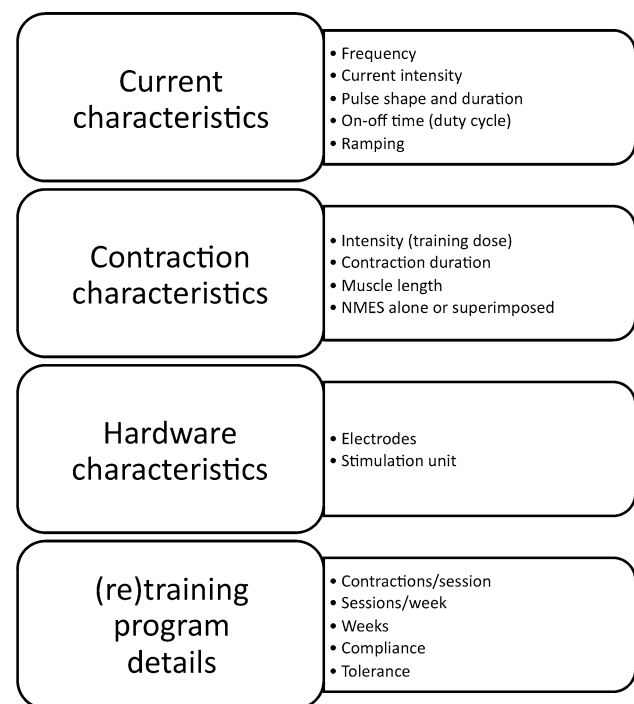 Current
characteristics
• Frequency
• Current intensity
• Pulse shape and duration
• On-off time (duty cycle)
• Ramping
Contraction
characteristics
• Intensity (training dose)
• Contraction duration
• Muscle length
• NMES alone or superimposed
Hardware
characteristics
• Electrodes
• Stimulation unit
(re)training
program
details
• Contractions/session
• Sessions/week
• Weeks
• Compliance
• Tolerance